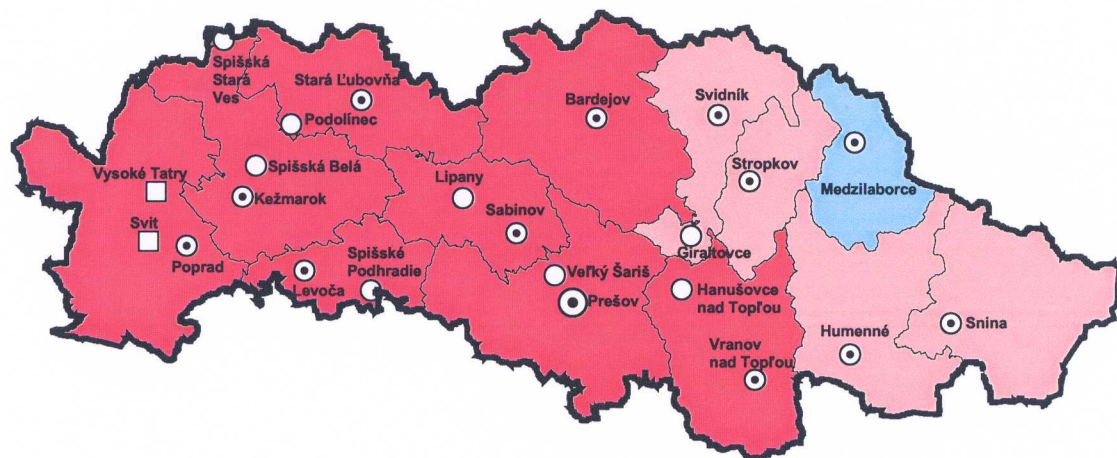 Spišská
Stará
Ves
Stará Ľubovňa
Podolínec
Bardejov
Svidník
Stropkov
Medzilaborce
Vysoké Tatry
Spišská Belá
Kežmarok
Lipany
Sabinov
Svit
Poprad
Levoča
Spišské
Podhradie
Veľký Šariš
Prešov
Giraltovce
Hanušovce
nad Topľou
Vranov
nad Topľou
Humenné
Snina